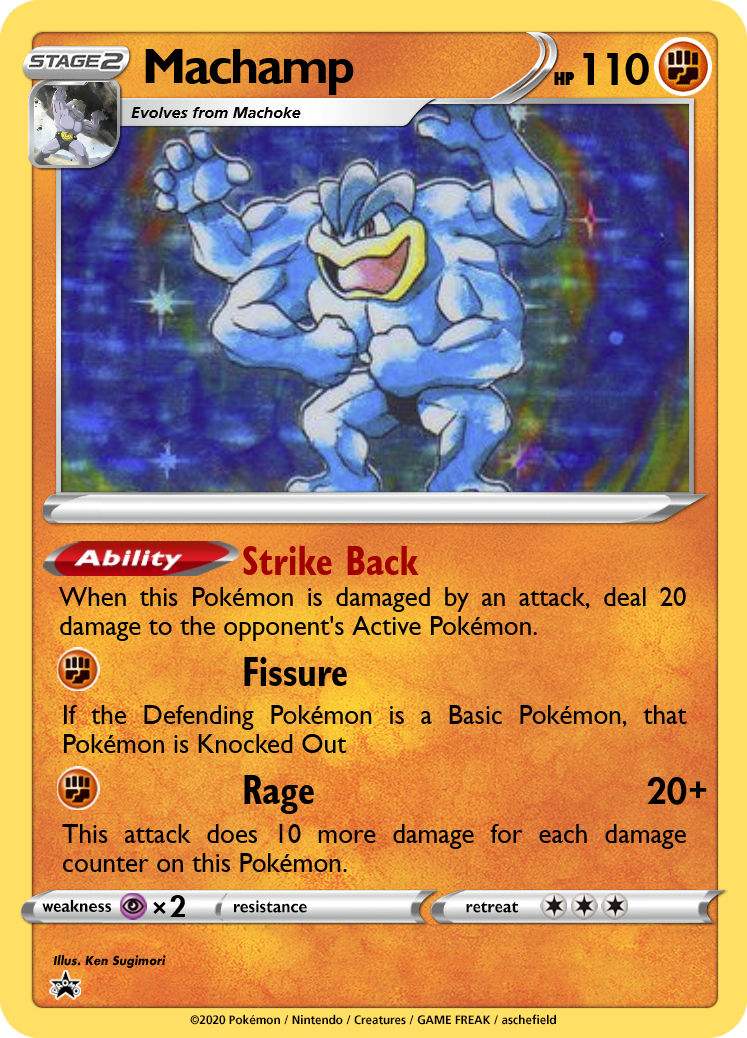 STAGE2
Machamp
HP 110
Evolves from Machoke
Ability
Strike Back
When this Pokémon is damaged by an attack, deal 20
damage to the opponent's Active Pokémon.
Fissure
If the Defending Pokémon is a Basic Pokémon, that
Pokémon is Knocked Out
Rage 20+
This attack does 10 more damage for each damage
counter on this Pokémon.
weakness ×2 resistance retreat
Illus. Ken Sugimori
PROMO
©2020 Pokémon / Nintendo / Creatures / GAME FREAK / aschefield